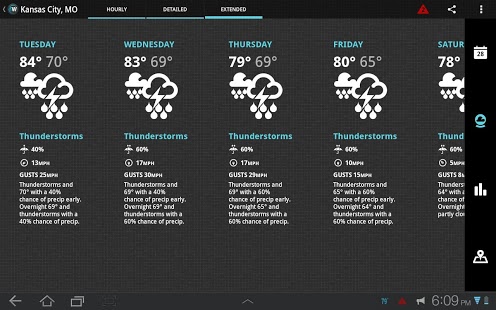 Kansas City, MO
HOURLY
DETAILED
EXTENDED
TUESDAY
84° 70°
Thunderstorms
40%
13MPH
GUSTS 25MPH
Thunderstorms and
70° with a 40%
chance of precip early.
Overnight 69° and
thunderstorms with a
40% chance of precip.
WEDNESDAY
83° 69°
Thunderstorms
60%
17MPH
GUSTS 30MPH
Thunderstorms and
69° with a 60%
chance of precip early.
Overnight 69° and
thunderstorms with a
60% chance of precip.
THURSDAY
79° 69°
Thunderstorms
60%
17MPH
GUSTS 29MPH
Thunderstorms and
69° with a 60%
chance of precip early.
Overnight 65° and
thunderstorms with a
60% chance of precip.
FRIDAY
80° 65°
Thunderstorms
60%
10MPH
GUSTS 15MPH
Thunderstorms and
64° with a 60%
chance of precip early.
Overnight 64° and
thunderstorms with a
60% chance of precip.
SATUR
78°
Thunders
60%
5MPH
GUSTS 8M
Thunderst
65° with a
chance of
Overnight
partly clou
28
79°
6:09PM